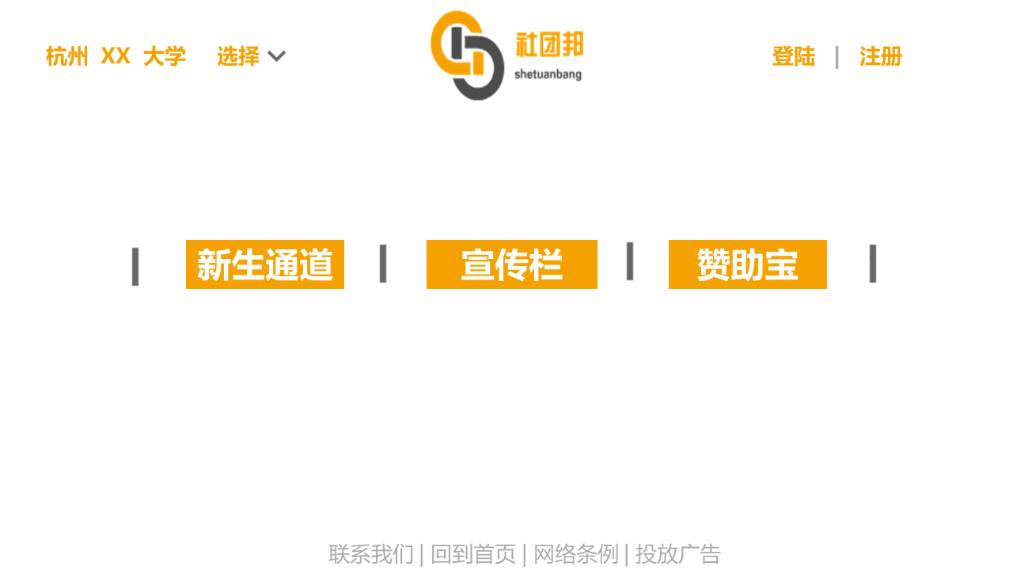 杭州 XX 大学 选择 社团邦 登陆 | 注册
shetuanbang
新生通道 宣传栏 赞助宝
联系我们 | 回到首页 | 网络条例 | 投放广告